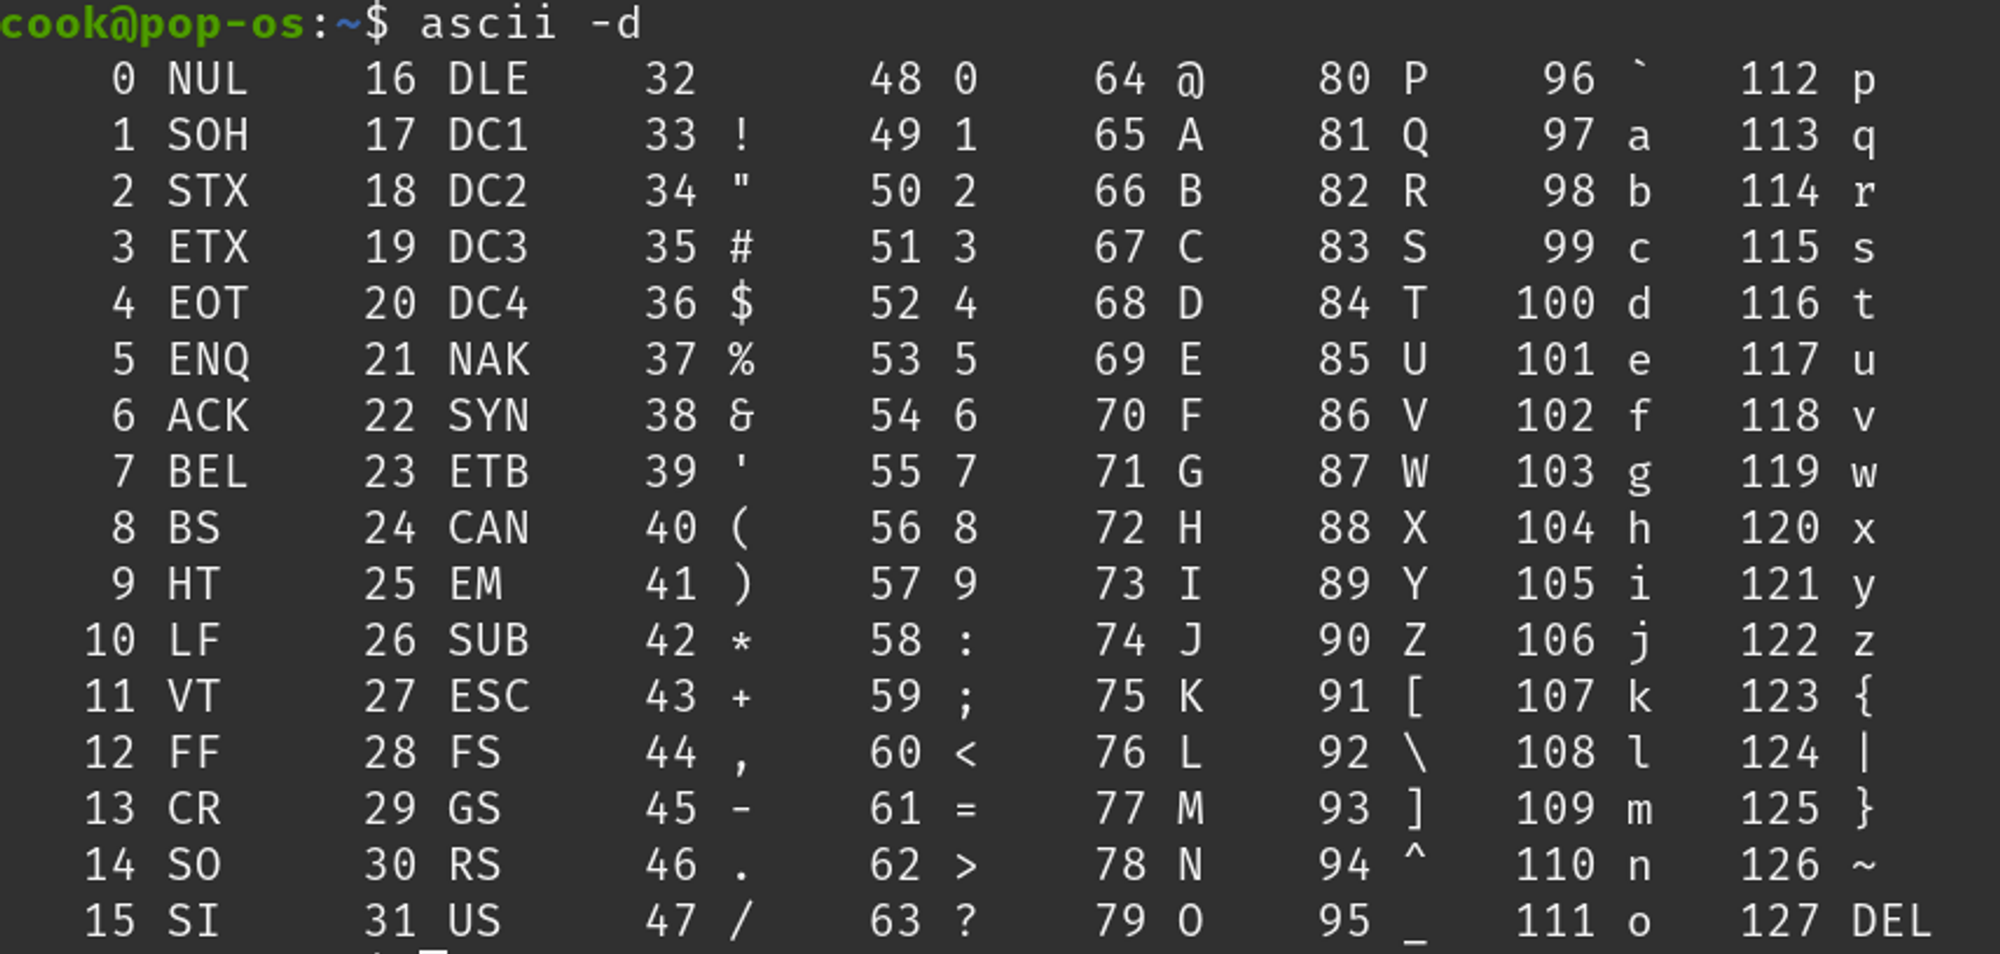 cook@pop-os:~$ ascii -d
0 NUL 16 DLE 32 48 0 64 @ 80 P 96 ` 112 p
1 SOH 17 DC1 33 ! 49 1 65 A 81 Q 97 a 113 q
2 STX 18 DC2 34 " 50 2 66 B 82 R 98 b 114 r
3 ETX 19 DC3 35 # 51 3 67 C 83 S 99 c 115 s
4 EOT 20 DC4 36 $ 52 4 68 D 84 T 100 d 116 t
5 ENQ 21 NAK 37 % 53 5 69 E 85 U 101 e 117 u
6 ACK 22 SYN 38 & 54 6 70 F 86 V 102 f 118 v
7 BEL 23 ETB 39 ' 55 7 71 G 87 W 103 g 119 w
8 BS 24 CAN 40 ( 56 8 72 H 88 X 104 h 120 x
9 HT 25 EM 41 ) 57 9 73 I 89 Y 105 i 121 y
10 LF 26 SUB 42 * 58 : 74 J 90 Z 106 j 122 z
11 VT 27 ESC 43 + 59 ; 75 K 91 [ 107 k 123 {
12 FF 28 FS 44 , 60 < 76 L 92 \ 108 l 124 |
13 CR 29 GS 45 - 61 = 77 M 93 ] 109 m 125 }
14 SO 30 RS 46 . 62 > 78 N 94 ^ 110 n 126 ~
15 SI 31 US 47 / 63 ? 79 O 95 _ 111 o 127 DEL